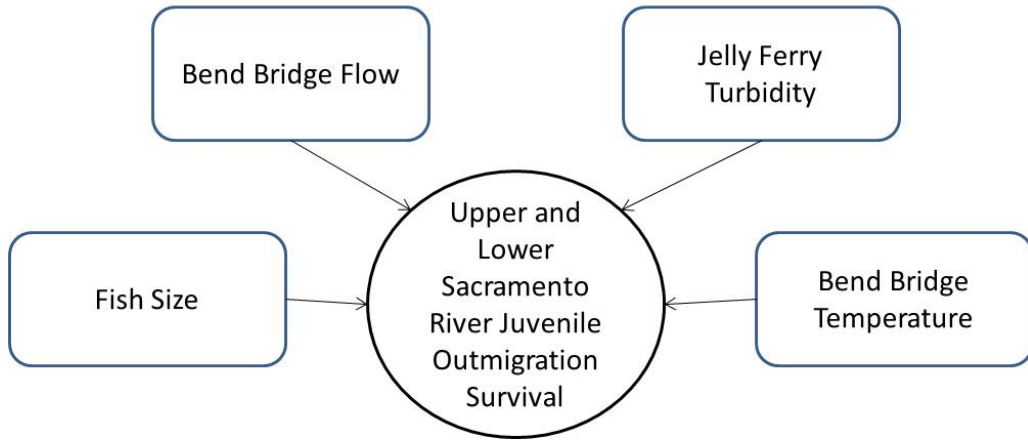 Bend Bridge Flow
Jelly Ferry
Turbidity
Fish Size
Upper and
Lower
Sacramento
River Juvenile
Outmigration
Survival
Bend Bridge
Temperature